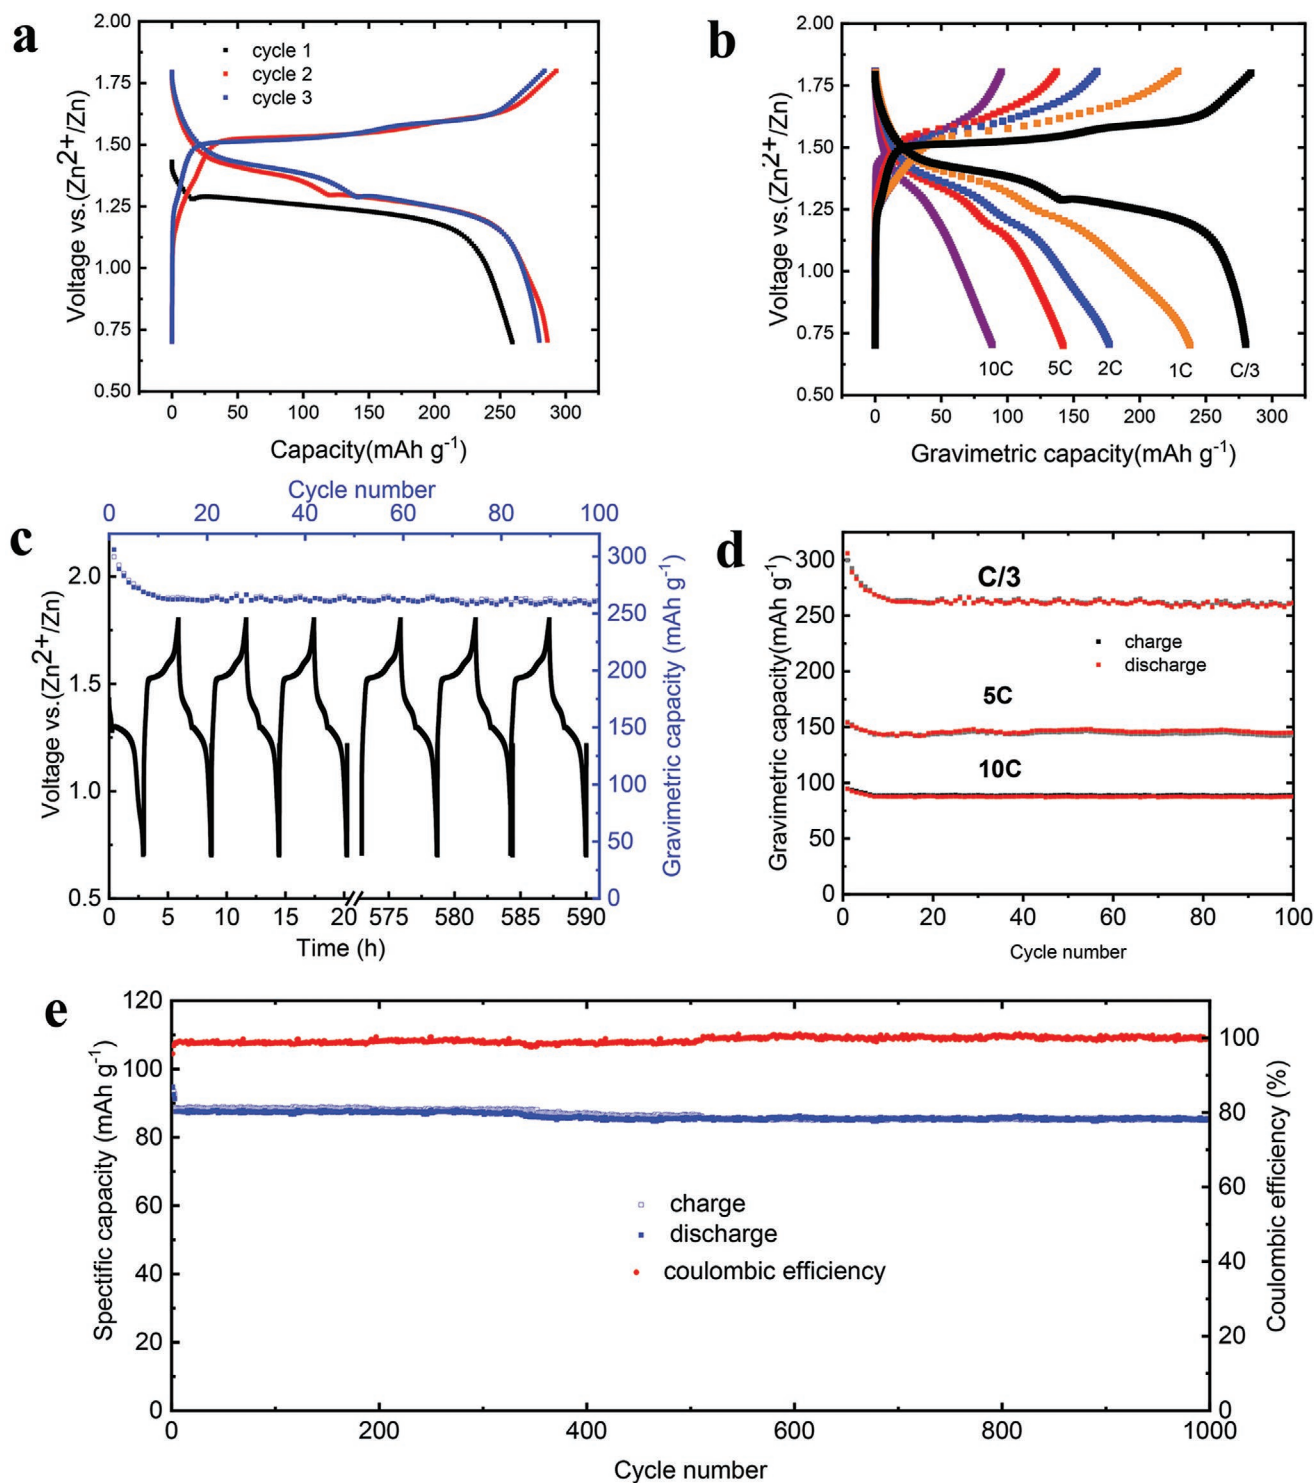 a
2.00
1.75
1.50
1.25
1.00
0.75
0.50
Voltage vs.(Zn2+/Zn)
cycle 1
cycle 2
cycle 3
0 50 100 150 200 250 300
Capacity(mAh g-1)
b
2.00
1.75
1.50
1.25
1.00
0.75
0.50
Voltage vs.(Zn2+/Zn)
10C 5C 2C 1C C/3
0 50 100 150 200 250 300
Gravimetric capacity(mAh g-1)
c
Cycle number
0 20 40 60 80 100
2.0
1.5
1.0
0.5
Voltage vs.(Zn2+/Zn)
300
250
200
150
100
50
0
Gravimetric capacity (mAh g-1)
0 5 10 15 20 575 580 585 590
Time (h)
d
300
250
200
150
100
50
0
Gravimetric capacity(mAh g-1)
C/3
charge
discharge
5C
10C
0 20 40 60 80 100
Cycle number
e
120
100
80
60
40
20
0
Spectific capacity (mAh g-1)
charge
discharge
coulombic efficiency
100
80
60
40
20
0
Coulombic efficiency (%)
0 200 400 600 800 1000
Cycle number